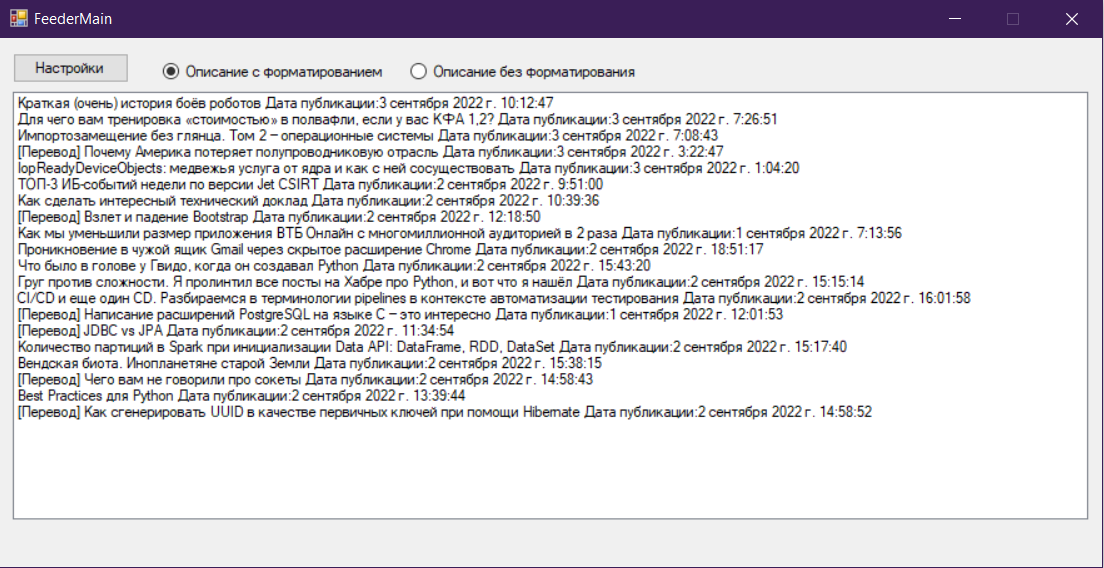 FeederMain
Настройки
Описание с форматированием
Описание без форматирования
Краткая (очень) история боёв роботов Дата публикации:3 сентября 2022 г. 10:12:47
Для чего вам тренировка «стоимостью» в полвафли, если у вас КФА 1,2? Дата публикации:3 сентября 2022 г. 7:26:51
Импортозамещение без глянца. Том 2 – операционные системы Дата публикации:3 сентября 2022 г. 7:08:43
[Перевод] Почему Америка потеряет полупроводниковую отрасль Дата публикации:3 сентября 2022 г. 3:22:47
IopReadyDeviceObjects: медвежья услуга от ядра и как с ней сосуществовать Дата публикации:3 сентября 2022 г. 1:04:20
ТОП-3 ИБ-событий недели по версии Jet CSIRT Дата публикации:2 сентября 2022 г. 9:51:00
Как сделать интересный технический доклад Дата публикации:2 сентября 2022 г. 10:39:36
[Перевод] Взлет и падение Bootstrap Дата публикации:2 сентября 2022 г. 12:18:50
Как мы уменьшили размер приложения ВТБ Онлайн с многомиллионной аудиторией в 2 раза Дата публикации:1 сентября 2022 г. 7:13:56
Проникновение в чужой ящик Gmail через скрытое расширение Chrome Дата публикации:2 сентября 2022 г. 18:51:17
Что было в голове у Гвидо, когда он создавал Python Дата публикации:2 сентября 2022 г. 15:43:20
Груг против сложности. Я пролинтил все посты на Хабре про Python, и вот что я нашёл Дата публикации:2 сентября 2022 г. 15:15:14
CI/CD и еще один CD. Разбираемся в терминологии pipelines в контексте автоматизации тестирования Дата публикации:2 сентября 2022 г. 16:01:58
[Перевод] Написание расширений PostgreSQL на языке C – это интересно Дата публикации:1 сентября 2022 г. 12:01:53
[Перевод] JDBC vs JPA Дата публикации:2 сентября 2022 г. 11:34:54
Количество партиций в Spark при инициализации Data API: DataFrame, RDD, DataSet Дата публикации:2 сентября 2022 г. 15:17:40
Вендская биота. Инопланетяне старой Земли Дата публикации:2 сентября 2022 г. 15:38:15
[Перевод] Чего вам не говорили про сокеты Дата публикации:2 сентября 2022 г. 14:58:43
Best Practices для Python Дата публикации:2 сентября 2022 г. 13:39:44
[Перевод] Как сгенерировать UUID в качестве первичных ключей при помощи Hibernate Дата публикации:2 сентября 2022 г. 14:58:52